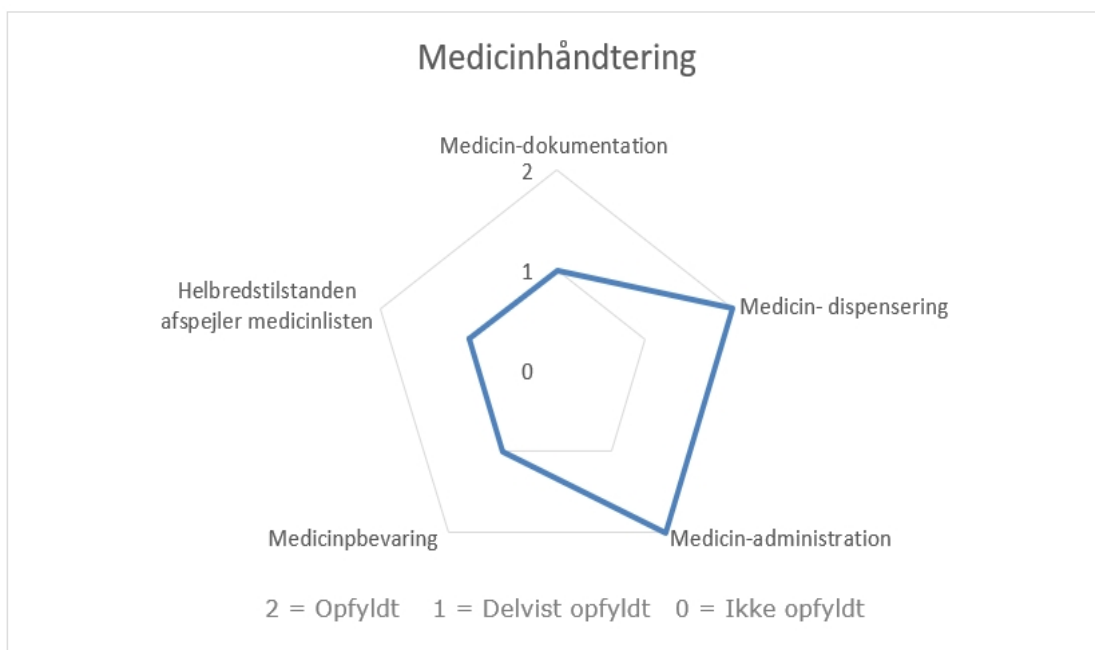 Medicinhåndtering
Medicin-dokumentation
2
1
0
Helbredstilstanden
afspejler medicinlisten
Medicin- dispensering
Medicinpbevaring
Medicin-administration
2 = Opfyldt 1 = Delvist opfyldt 0 = Ikke opfyldt